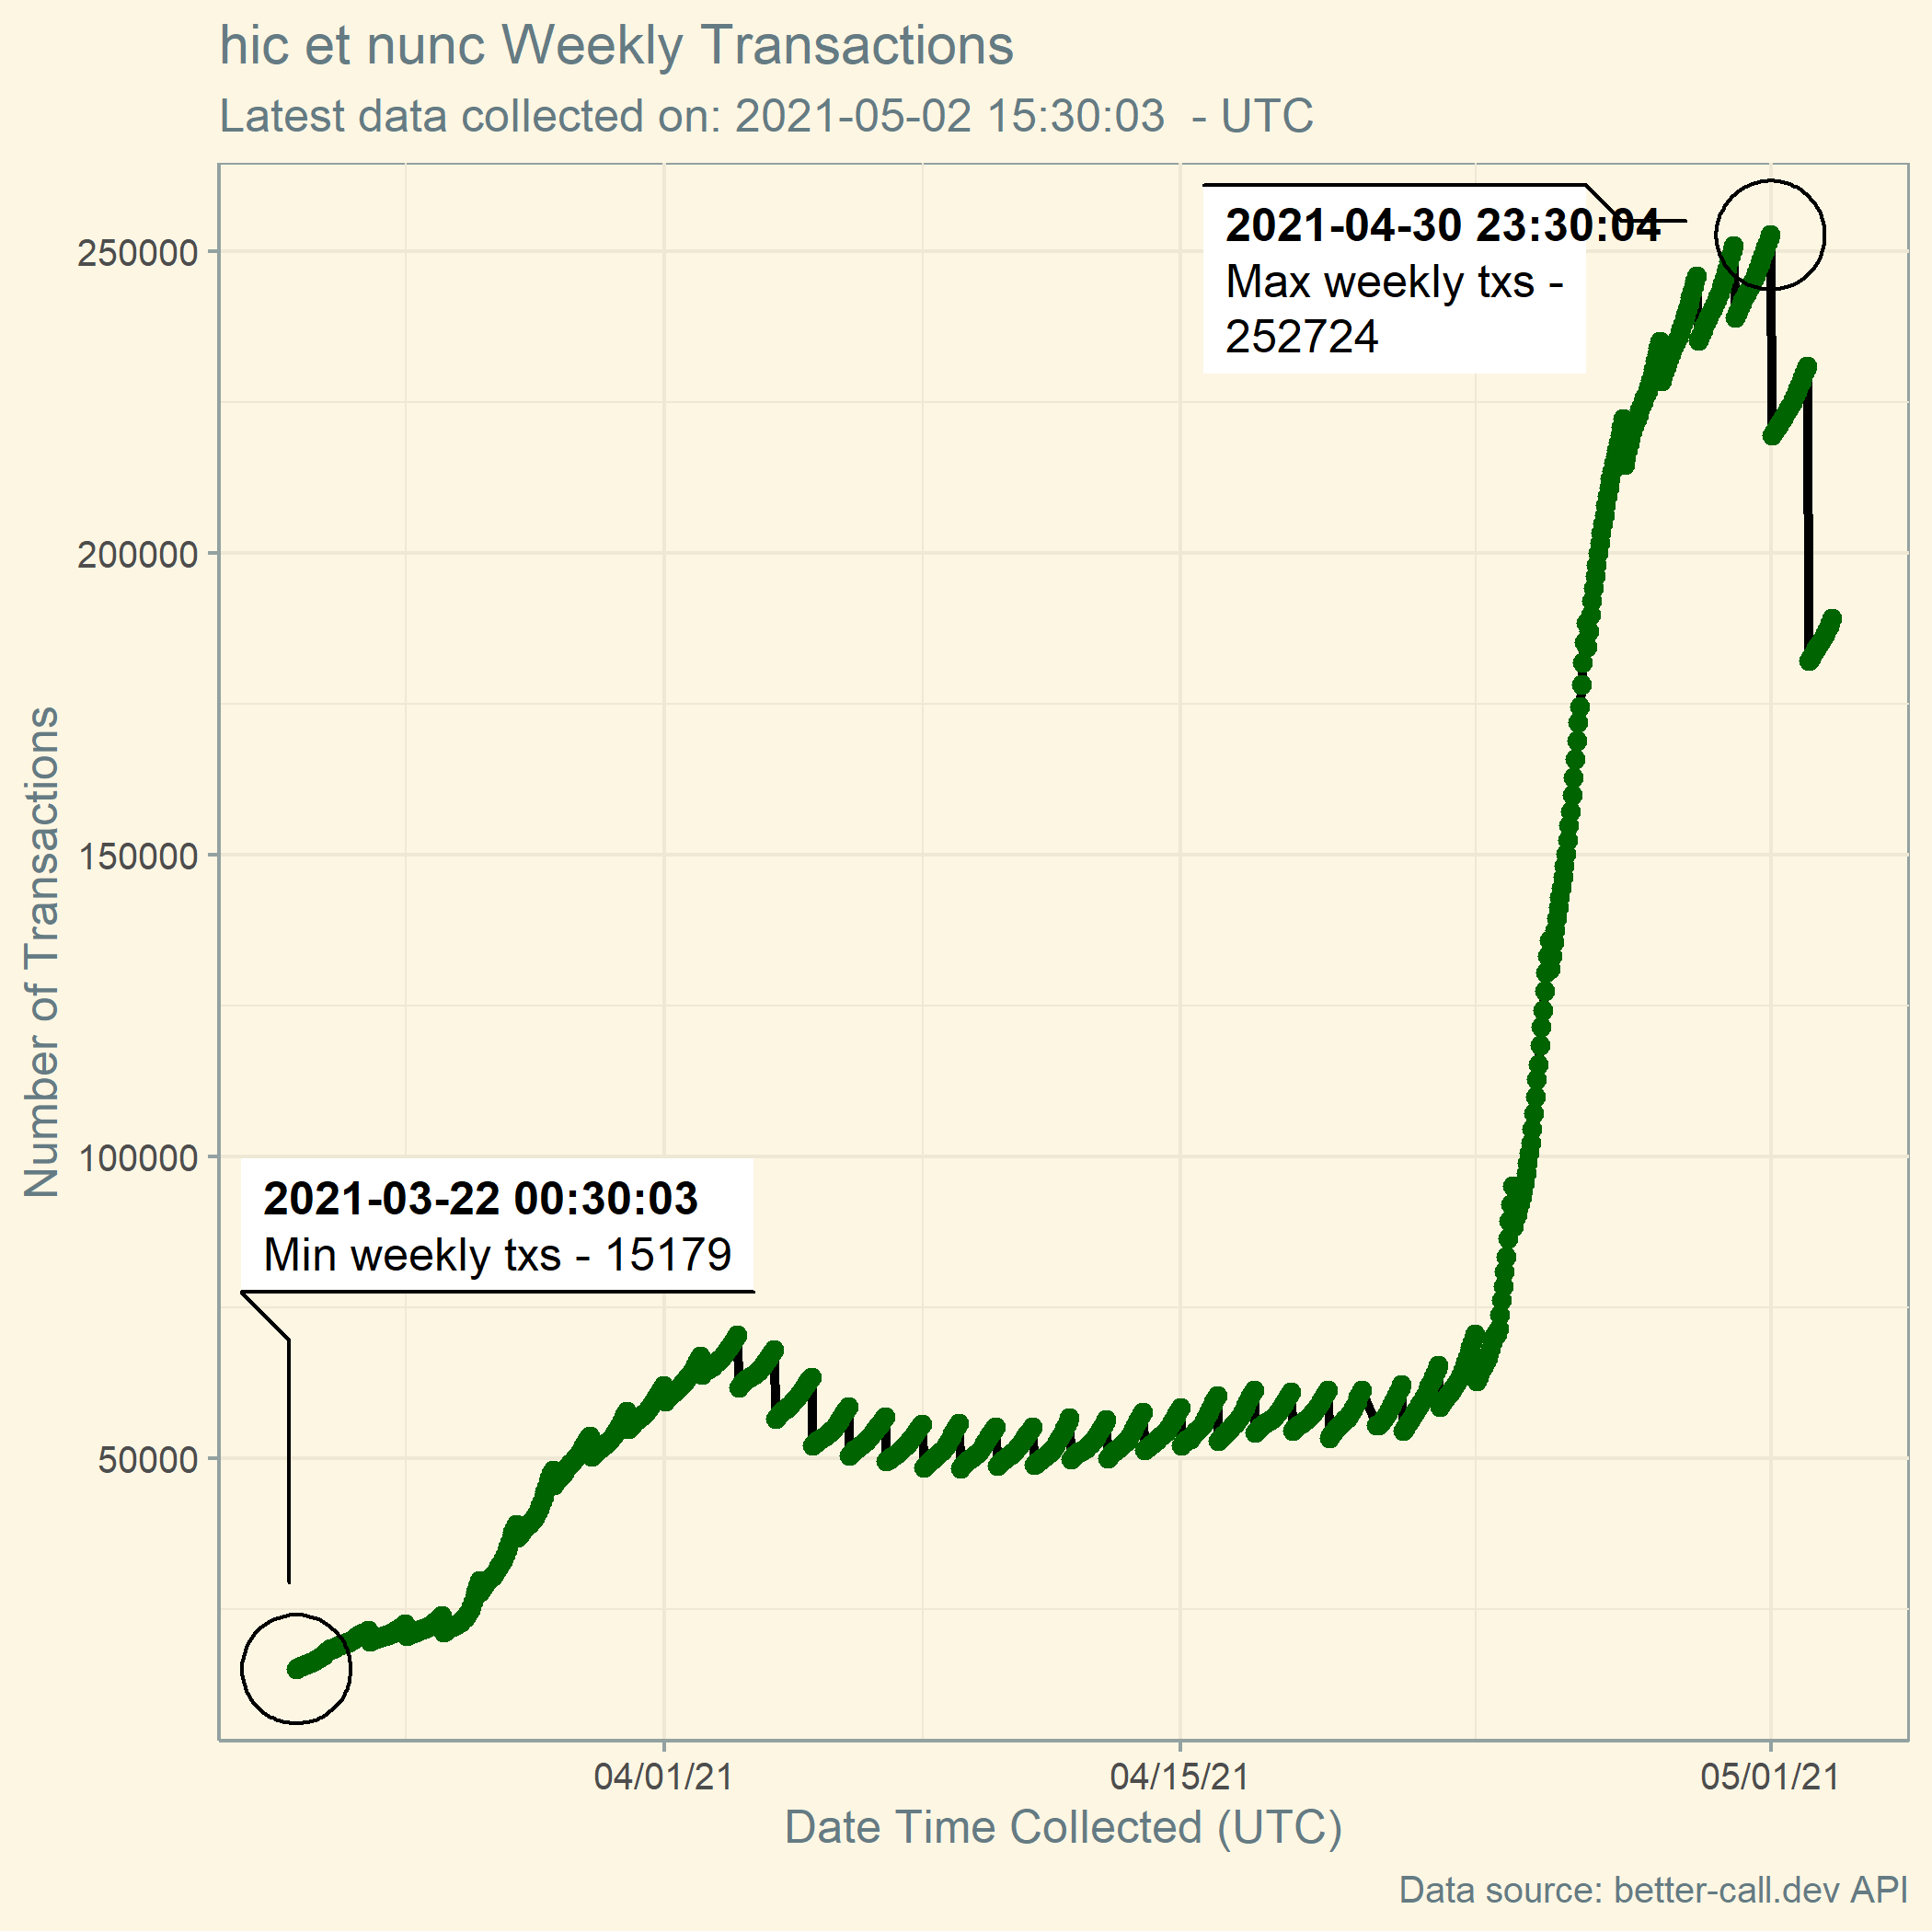 hic et nunc Weekly Transactions
Latest data collected on: 2021-05-02 15:30:03  - UTC
2021-04-30 23:30:04
Max weekly txs -
252724
2021-03-22 00:30:03
Min weekly txs - 15179
Number of Transactions
250000
200000
150000
100000
50000
04/01/21
04/15/21
05/01/21
Date Time Collected (UTC)
Data source: better-call.dev API